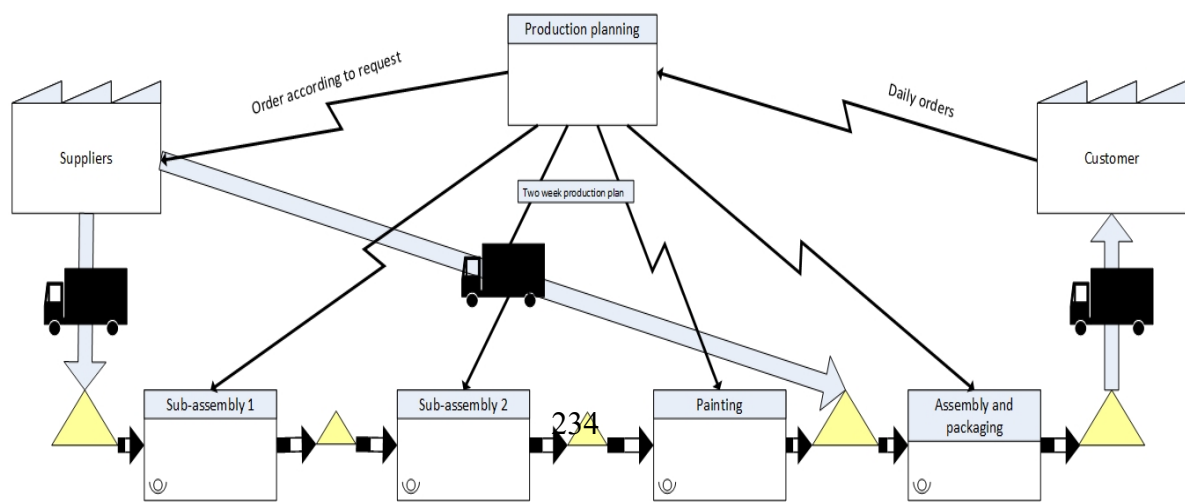 Production planning
Order according to request
Daily orders
Suppliers
Customer
Two week production plan
Sub-assembly 1
Sub-assembly 2
234
Painting
Assembly and
packaging